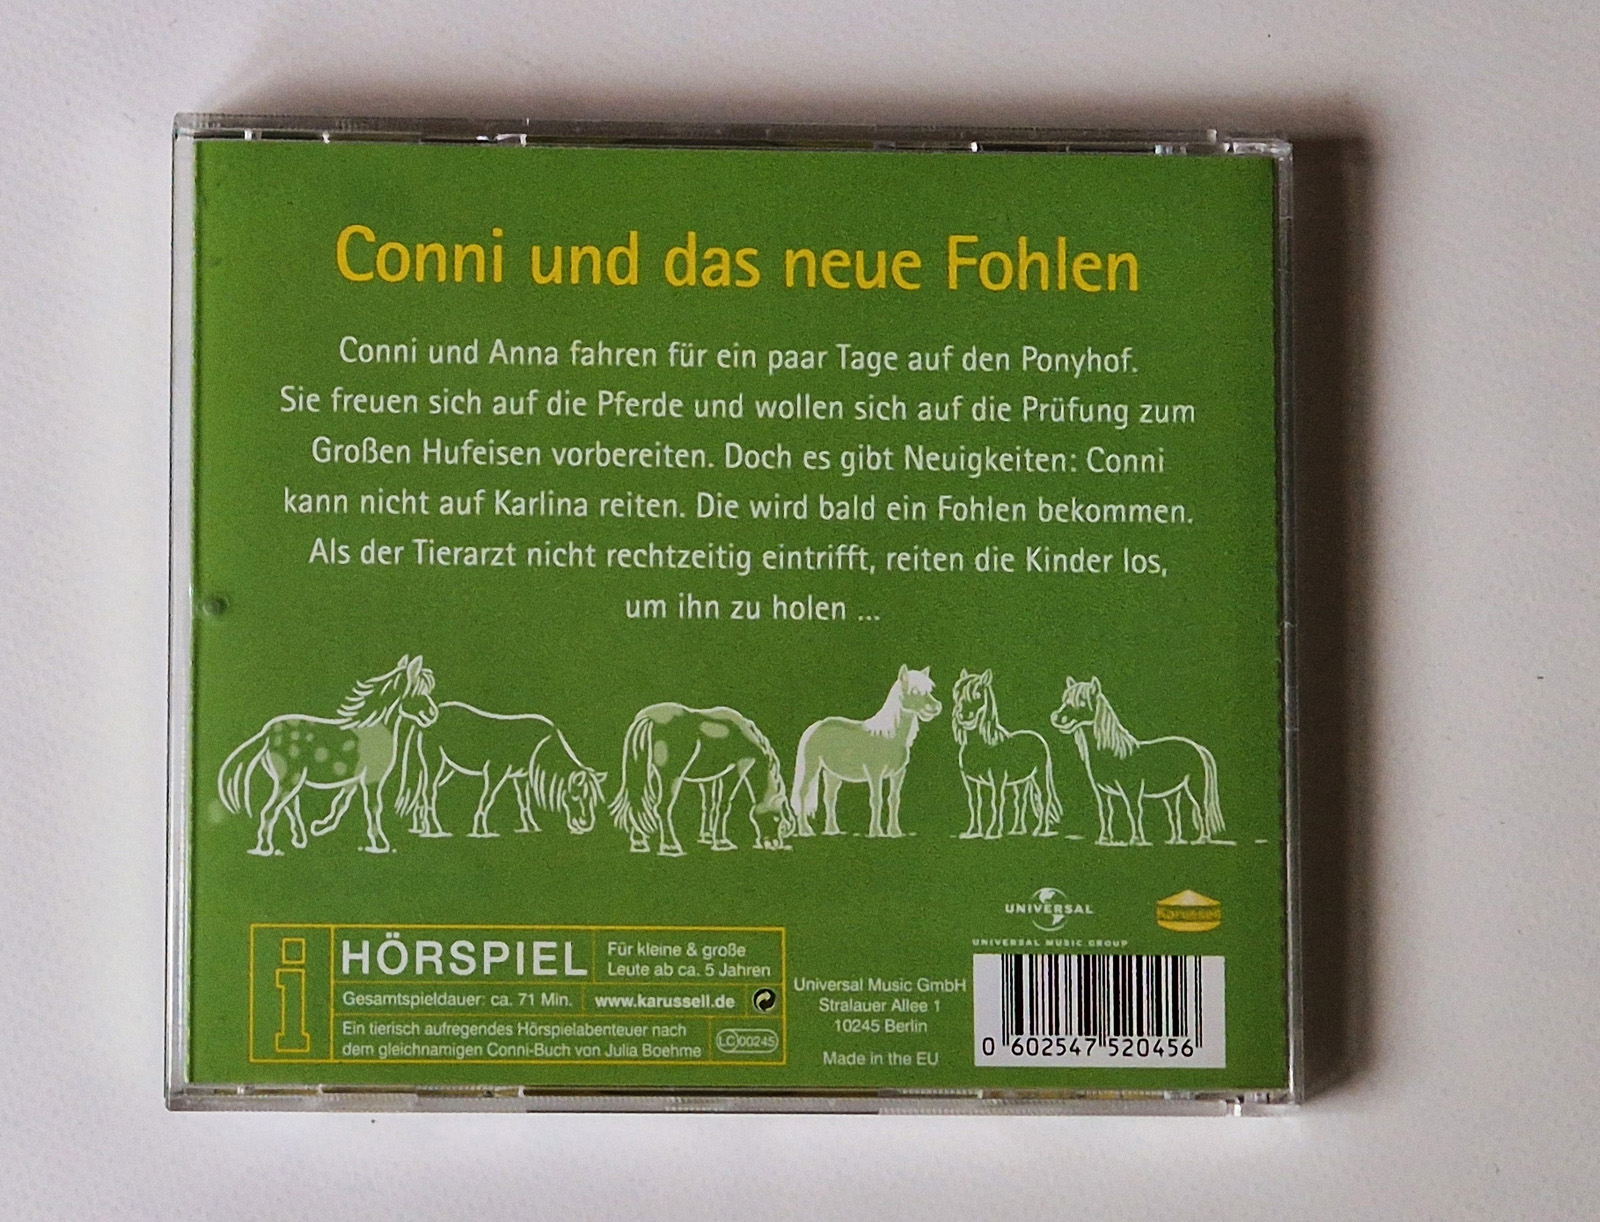 Conni und das neue Fohlen
Conni und Anna fahren für ein paar Tage auf den Ponyhof.
Sie freuen sich auf die Pferde und wollen sich auf die Prüfung zum
Großen Hufeisen vorbereiten. Doch es gibt Neuigkeiten: Conni
kann nicht auf Karlina reiten. Die wird bald ein Fohlen bekommen.
Als der Tierarzt nicht rechtzeitig eintrifft, reiten die Kinder los,
um ihn zu holen ...
i
HÖRSPIEL
Für kleine & große
Leute ab ca. 5 Jahren
Gesamtspieldauer: ca. 71 Min.
www.karussell.de
Ein tierisch aufregendes Hörspielabenteuer nach
dem gleichnamigen Conni-Buch von Julia Boehme
LC 00245
Universal Music GmbH
Stralauer Allee 1
10245 Berlin
Made in the EU
UNIVERSAL
UNIVERSAL MUSIC GROUP
Karussell
0 602547 520456